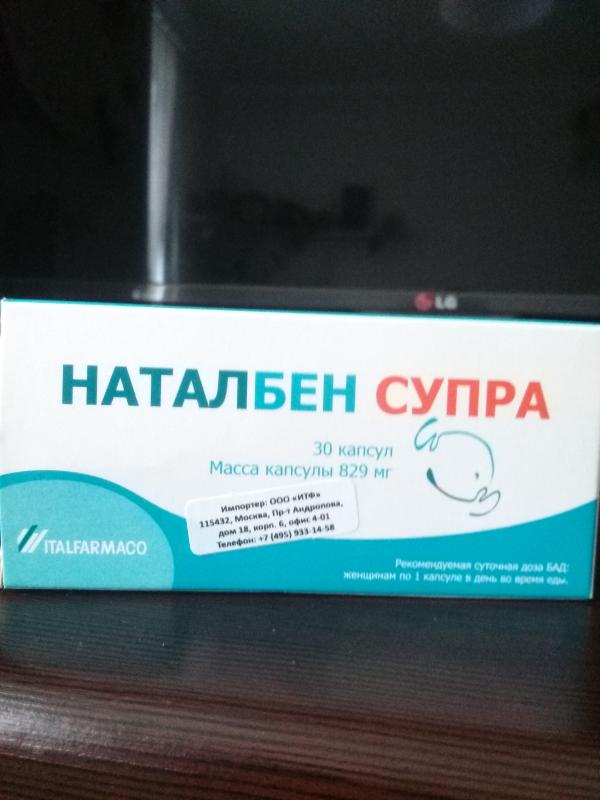 LG
НАТАЛБЕН СУПРА
30 капсул
Масса капсулы 829 мг
Импортер: ООО «ИТФ»
115432, Москва, Пр-т Андропова,
дом 18, корп. 6, офис 4-01
Телефон: +7 (495) 933-14-58
ITALFARMACO
Рекомендуемая суточная доза БАД:
женщинам по 1 капсуле в день во время еды.